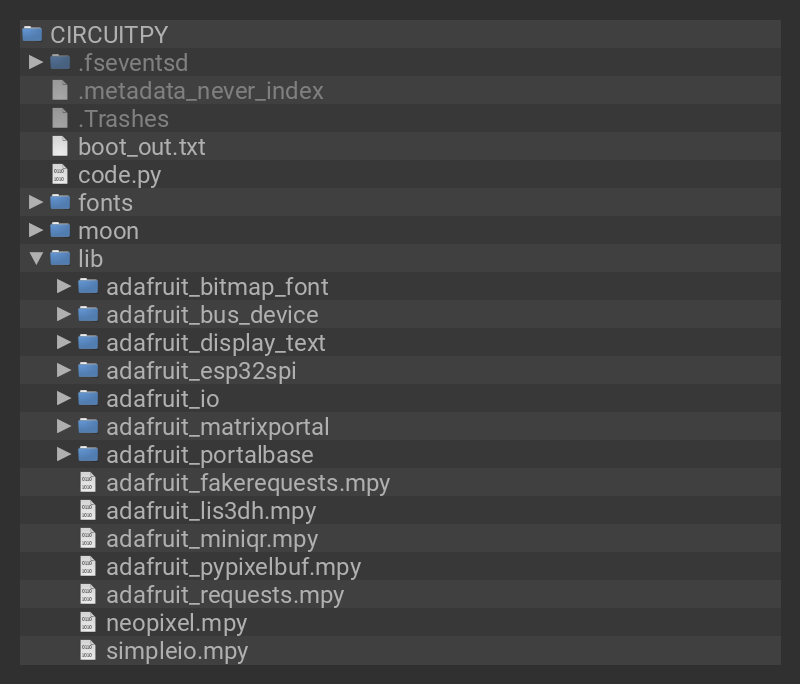 CIRCUITPY
.fseventsd
.metadata_never_index
.Trashes
boot_out.txt
code.py
fonts
moon
lib
adafruit_bitmap_font
adafruit_bus_device
adafruit_display_text
adafruit_esp32spi
adafruit_io
adafruit_matrixportal
adafruit_portalbase
adafruit_fakerequests.mpy
adafruit_lis3dh.mpy
adafruit_miniqr.mpy
adafruit_pypixelbuf.mpy
adafruit_requests.mpy
neopixel.mpy
simpleio.mpy